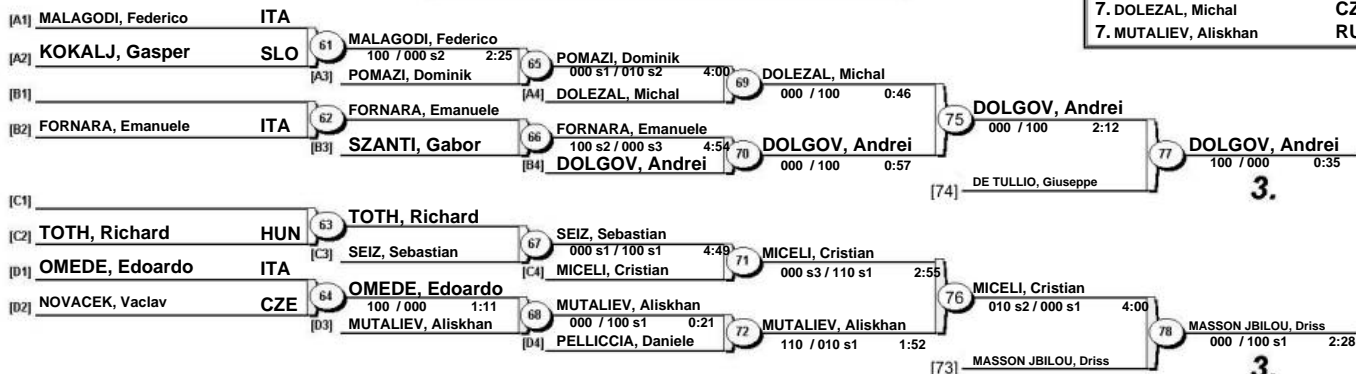 7. DOLEZAL, Michal
7. MUTALIEV, Aliskhan
[A1] MALAGODI, Federico ITA
[A2] KOKALJ, Gasper SLO
61 MALAGODI, Federico
100 / 000 s2 2:25
[A3] POMAZI, Dominik
65 POMAZI, Dominik
000 s1 / 010 s2 4:00
[A4] DOLEZAL, Michal
69 DOLEZAL, Michal
000 / 100 0:46
[B1]
[B2] FORNARA, Emanuele ITA
62 FORNARA, Emanuele
[B3] SZANTI, Gabor
66 FORNARA, Emanuele
100 s2 / 000 s3 4:54
[B4] DOLGOV, Andrei
70 DOLGOV, Andrei
000 / 100 0:57
75 DOLGOV, Andrei
000 / 100 2:12
[74] DE TULLIO, Giuseppe
77 DOLGOV, Andrei
100 / 000 0:35
3.
[C1]
[C2] TOTH, Richard HUN
63 TOTH, Richard
[C3] SEIZ, Sebastian
67 SEIZ, Sebastian
000 s1 / 100 s1 4:49
[C4] MICELI, Cristian
71 MICELI, Cristian
000 s3 / 110 s1 2:55
[D1] OMEDE, Edoardo ITA
[D2] NOVACEK, Vaclav CZE
64 OMEDE, Edoardo
100 / 000 1:11
[D3] MUTALIEV, Aliskhan
68 MUTALIEV, Aliskhan
000 / 100 s1 0:21
[D4] PELLICCIA, Daniele
72 MUTALIEV, Aliskhan
110 / 010 s1 1:52
76 MICELI, Cristian
010 s2 / 000 s1 4:00
[73] MASSON JBILOU, Driss
78 MASSON JBILOU, Driss
000 / 100 s1 2:28
3.